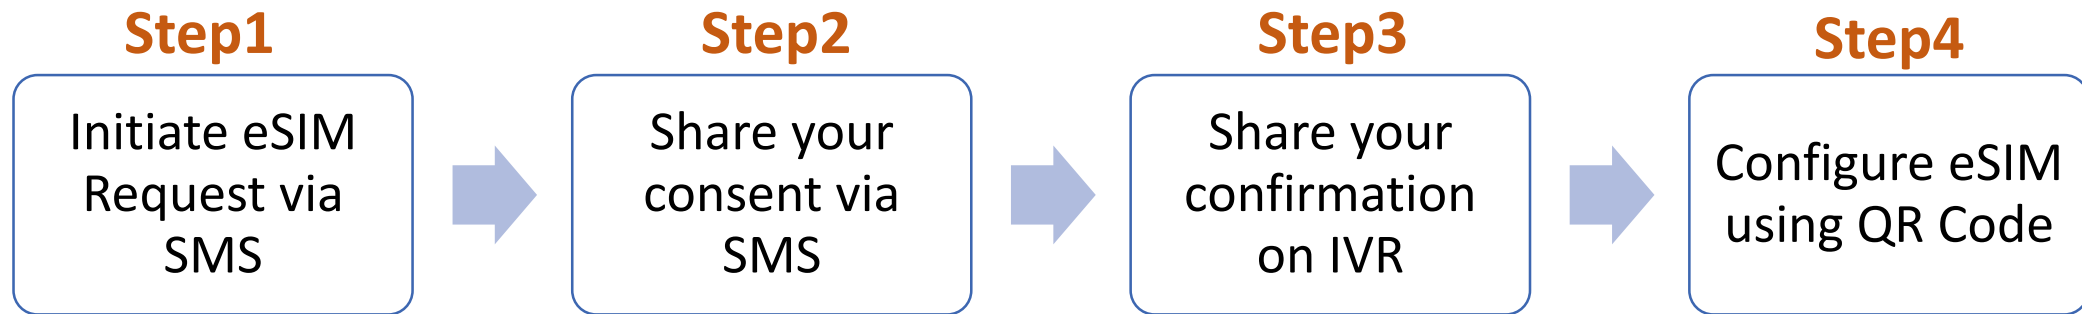 Step1
Initiate eSIM
Request via
SMS
Step2
Share your
consent via
SMS
Step3
Share your
confirmation
on IVR
Step4
Configure eSIM
using QR Code